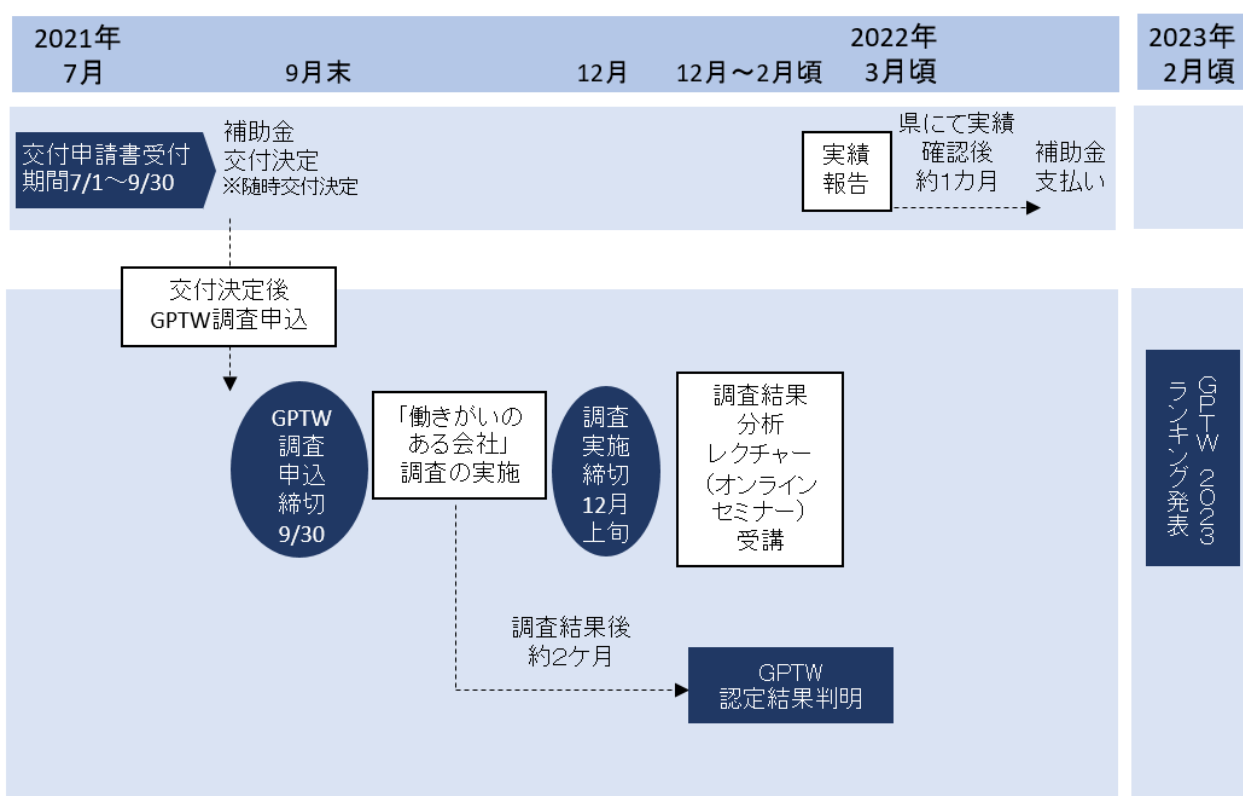 2021年
7月
9月末
12月
12月～2月頃
2022年
3月頃
2023年
2月頃
交付申請書受付
期間7/1～9/30
補助金
交付決定
※随時交付決定
実績
報告
県にて実績
確認後
約1カ月
補助金
支払い
交付決定後
GPTW調査申込
GPTW
調査
申込
締切
9/30
「働きがいの
ある会社」
調査の実施
調査
実施
締切
12月
上旬
調査結果
分析
レクチャー
（オンライン
セミナー）
受講
GPTW 2023
ランキング発表
調査結果後
約2ケ月
GPTW
認定結果判明